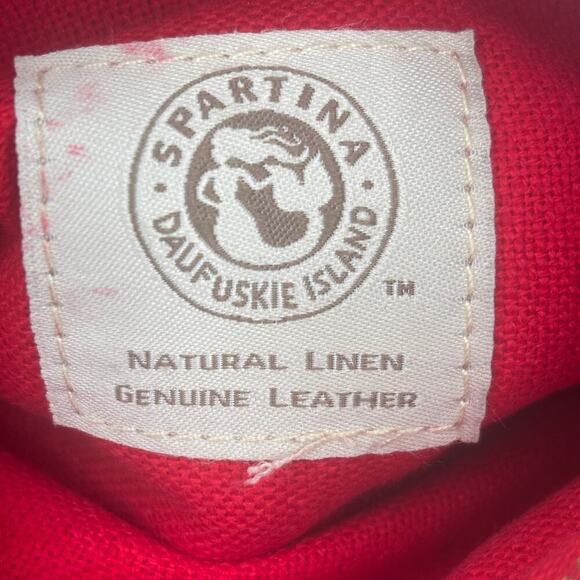 • SPARTINA •
DAUFUSKIE ISLAND
TM
NATURAL LINEN
GENUINE LEATHER